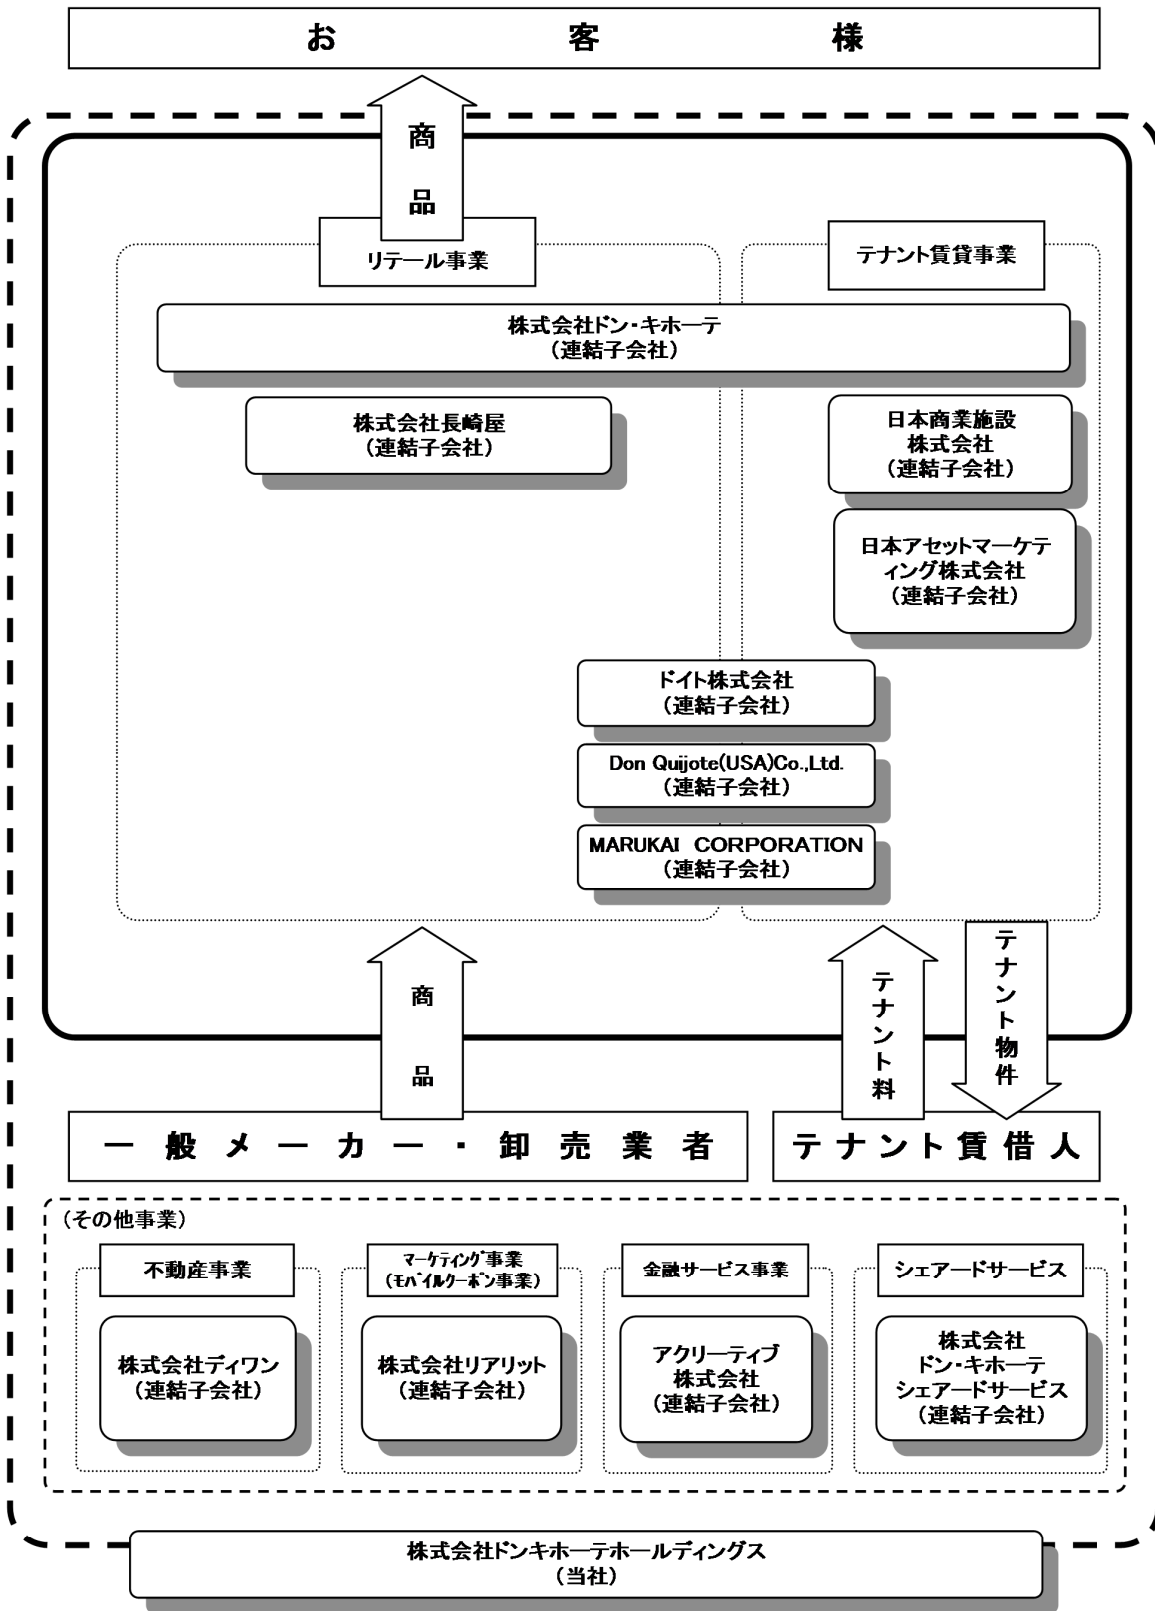 お客様
商品
リテール事業
テナント賃貸事業
株式会社ドン・キホーテ
(連結子会社)
株式会社長崎屋
(連結子会社)
日本商業施設
株式会社
(連結子会社)
日本アセットマーケテ
ィング株式会社
(連結子会社)
ドイト株式会社
(連結子会社)
Don Quijote(USA)Co.,Ltd.
(連結子会社)
MARUKAI CORPORATION
(連結子会社)
商品
テナント料
テナント物件
一般メーカー・卸売業者
テナント賃借人
(その他事業)
不動産事業
株式会社ディワン
(連結子会社)
マーケティング事業
(モバイルクーポン事業)
株式会社リアリット
(連結子会社)
金融サービス事業
アクリーティブ
株式会社
(連結子会社)
シェアードサービス
株式会社
ドン・キホーテ
シェアードサービス
(連結子会社)
株式会社ドンキホーテホールディングス
(当社)